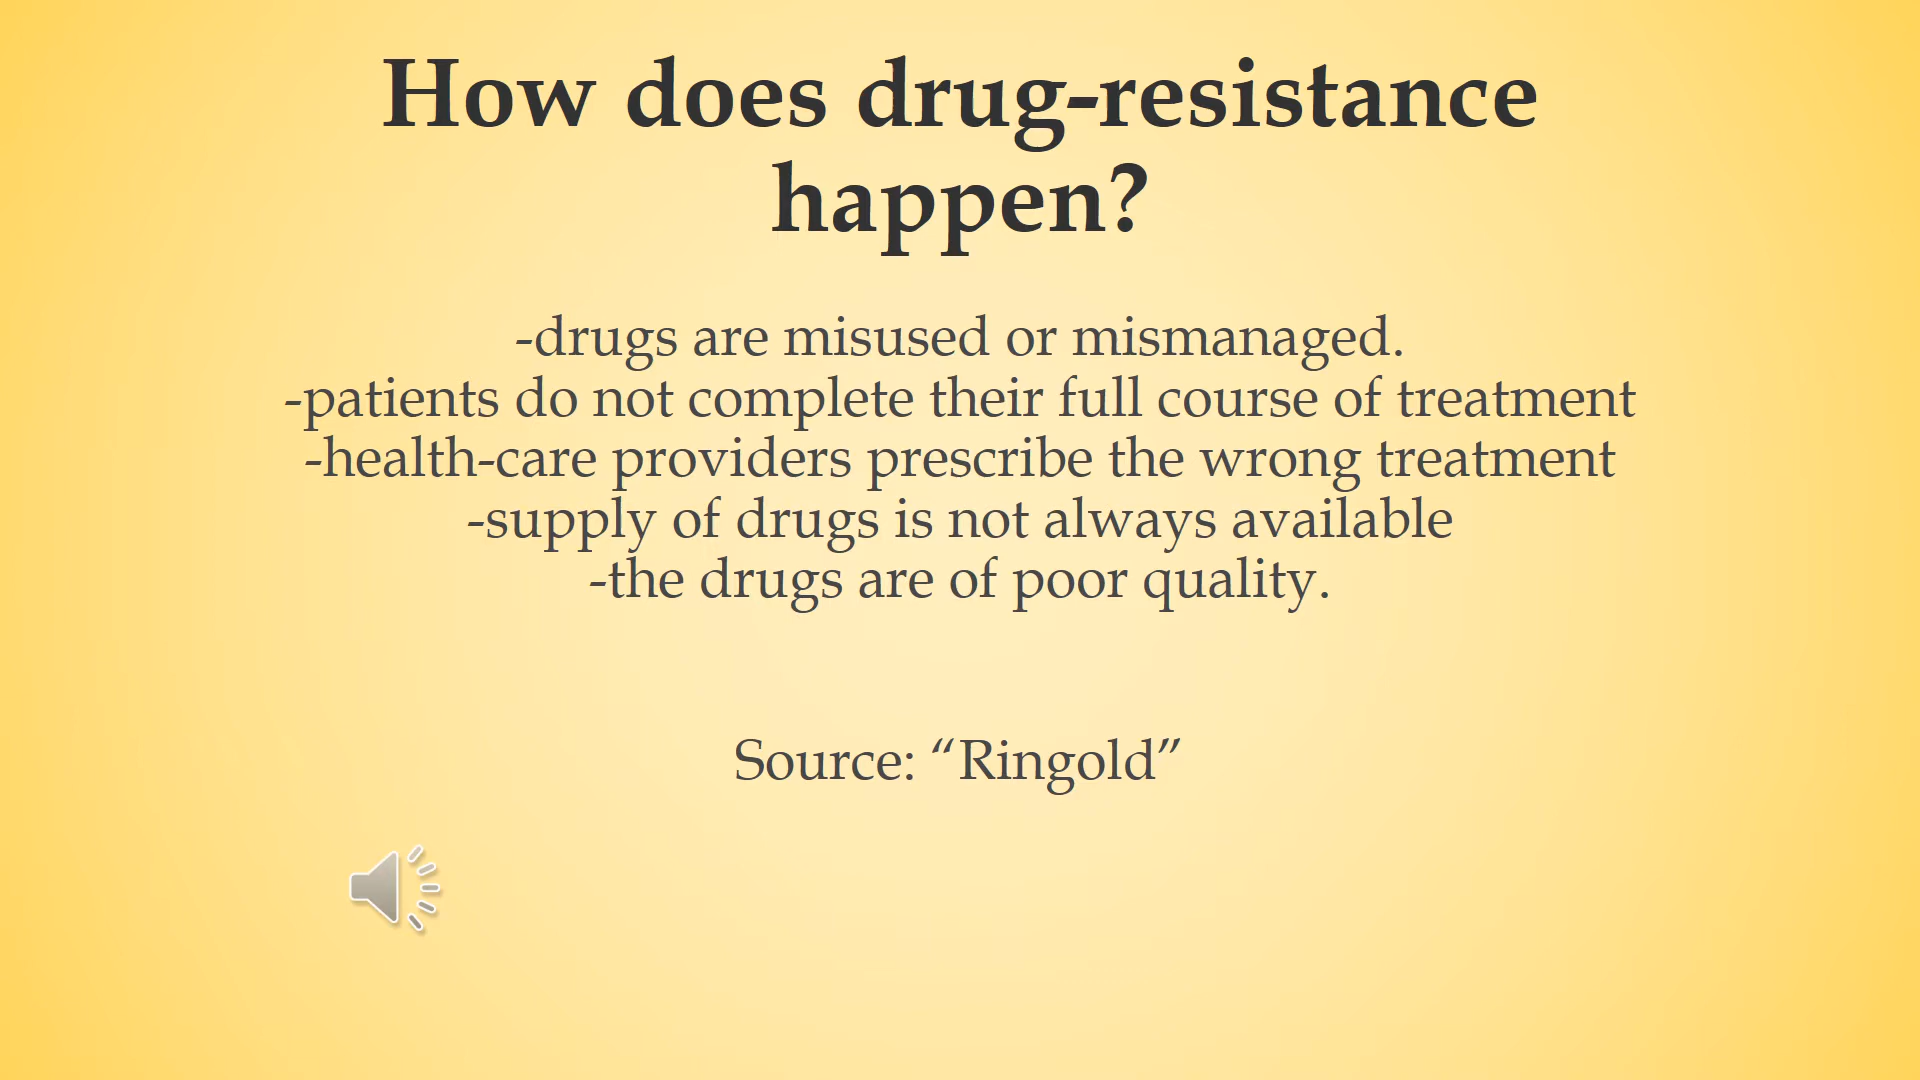 How does drug-resistance
happen?
-drugs are misused or mismanaged.
-patients do not complete their full course of treatment
-health-care providers prescribe the wrong treatment
-supply of drugs is not always available
-the drugs are of poor quality.
Source: “Ringold”